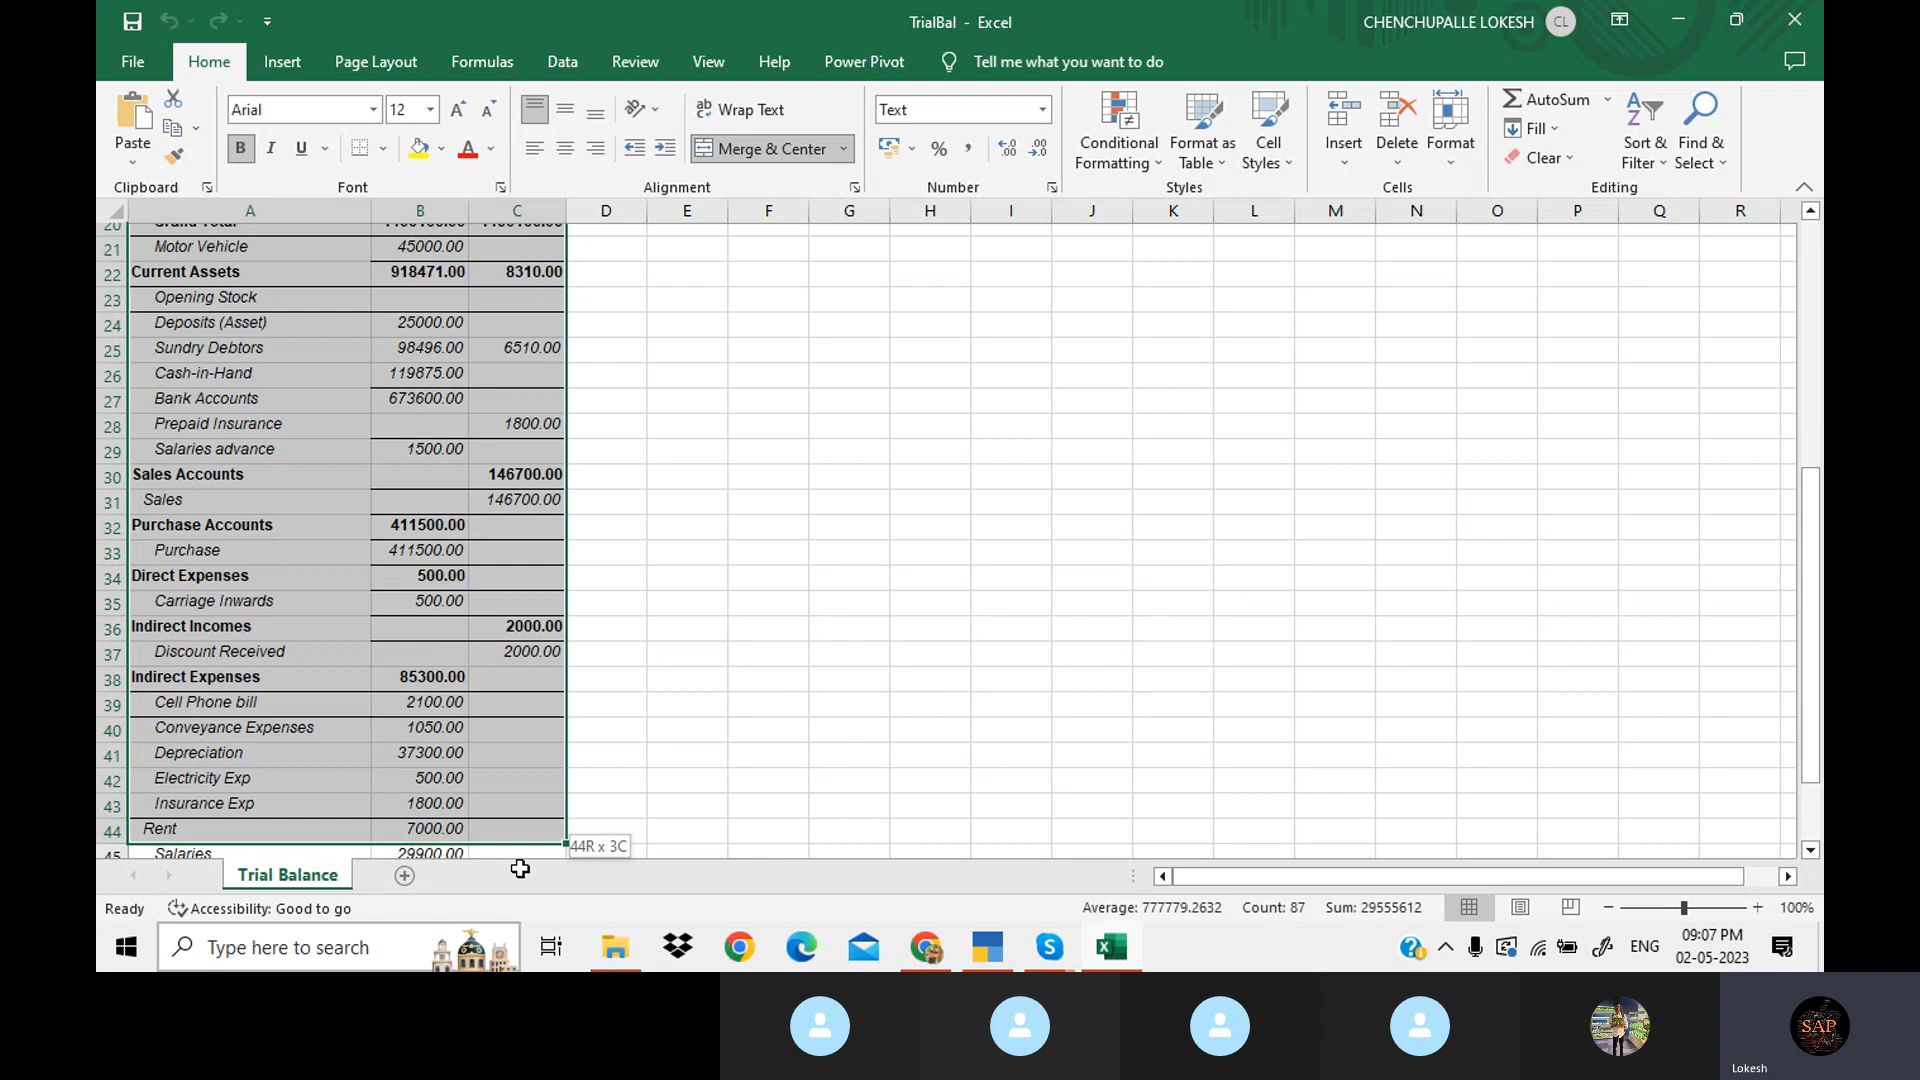 TrialBal - Excel
CHENCHUPALLE LOKESH CL
File Home Insert Page Layout Formulas Data Review View Help Power Pivot Tell me what you want to do
Arial 12 Wrap Text Text AutoSum
Paste B I U Merge & Center % Conditional Formatting Format as Table Cell Styles Insert Delete Format Fill Clear Sort & Filter Find & Select
Clipboard Font Alignment Number Styles Cells Editing
A B C D E F G H I J K L M N O P Q R
20 Grand Total
21 Motor Vehicle 45000.00
22 Current Assets 918471.00 8310.00
23 Opening Stock
24 Deposits (Asset) 25000.00
25 Sundry Debtors 98496.00 6510.00
26 Cash-in-Hand 119875.00
27 Bank Accounts 673600.00
28 Prepaid Insurance 1800.00
29 Salaries advance 1500.00
30 Sales Accounts 146700.00
31 Sales 146700.00
32 Purchase Accounts 411500.00
33 Purchase 411500.00
34 Direct Expenses 500.00
35 Carriage Inwards 500.00
36 Indirect Incomes 2000.00
37 Discount Received 2000.00
38 Indirect Expenses 85300.00
39 Cell Phone bill 2100.00
40 Conveyance Expenses 1050.00
41 Depreciation 37300.00
42 Electricity Exp 500.00
43 Insurance Exp 1800.00
44 Rent 7000.00
44R x 3C
45 Salaries 29900.00
Trial Balance
Ready Accessibility: Good to go Average: 777779.2632 Count: 87 Sum: 29555612 100%
Type here to search ENG 09:07 PM
02-05-2023
SAP
Lokesh